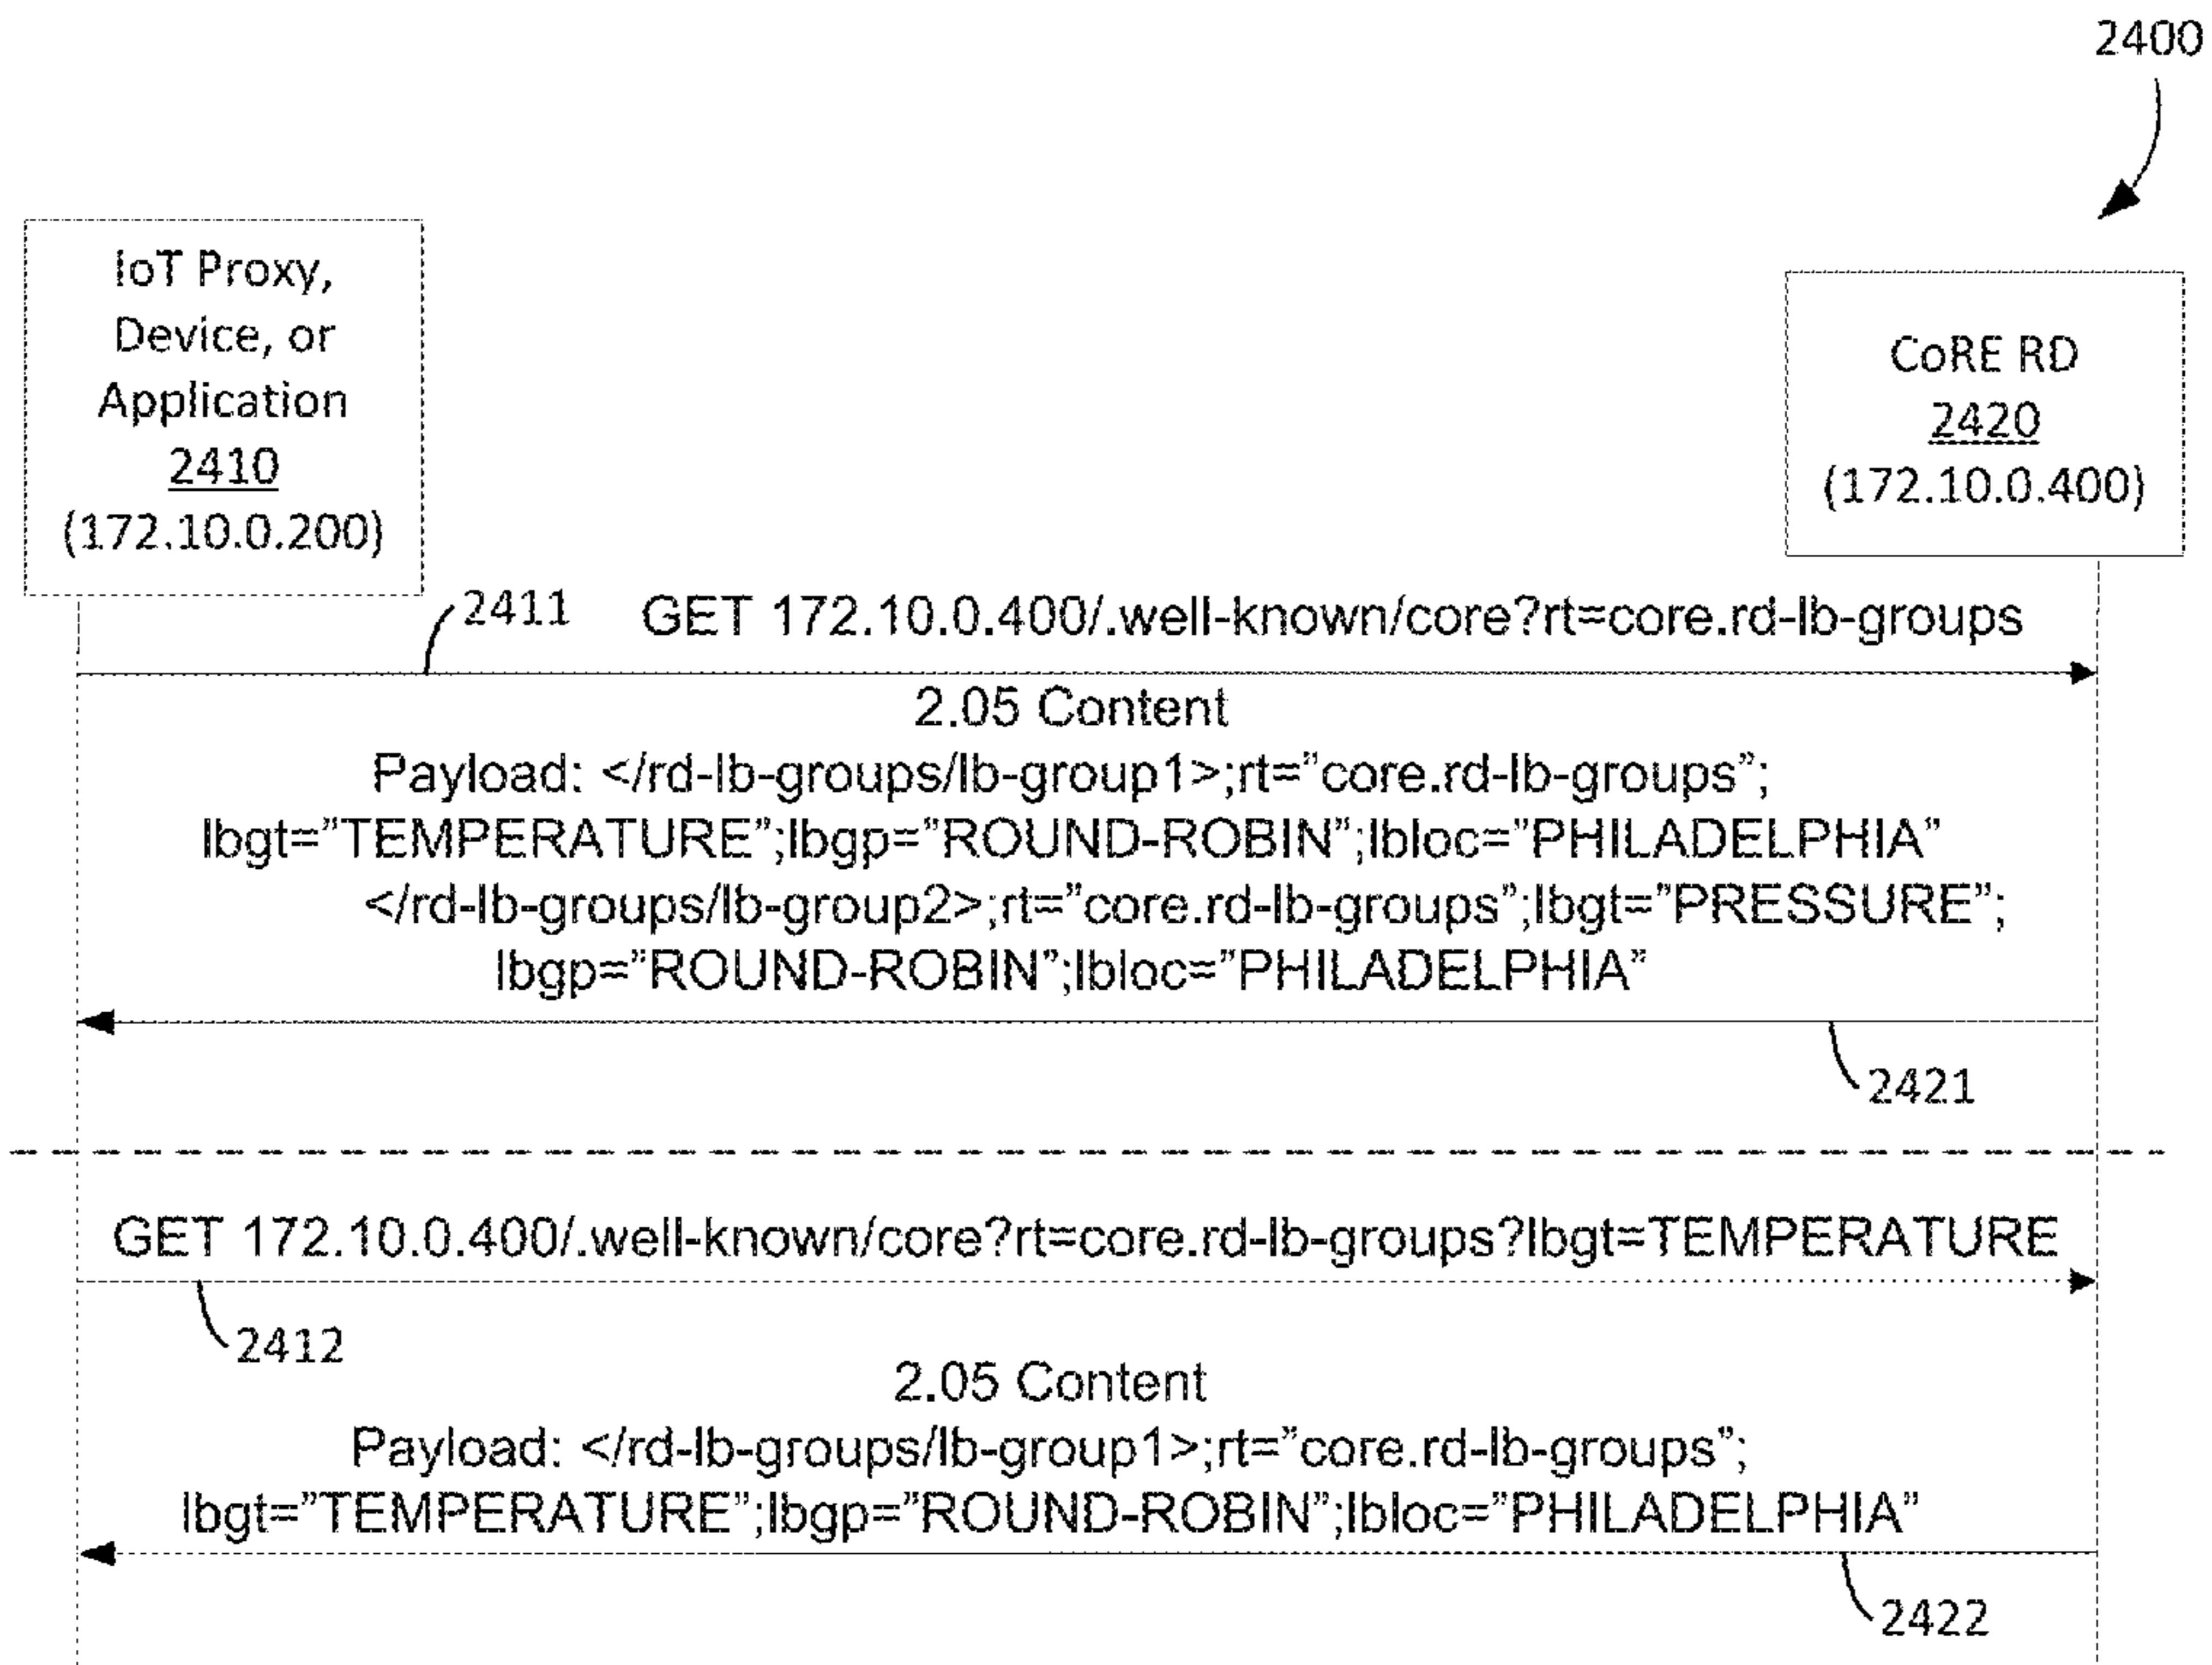 2400
IoT Proxy,
Device, or
Application
2410
(172.10.0.200)
CoRE RD
2420
(172.10.0.400)
2411
GET 172.10.0.400/.well-known/core?rt=core.rd-lb-groups
2.05 Content
Payload: </rd-lb-groups/lb-group1>;rt=”core.rd-lb-groups”;
lbgt=”TEMPERATURE”;lbgp=”ROUND-ROBIN”;lbloc=”PHILADELPHIA”
</rd-lb-groups/lb-group2>;rt=”core.rd-lb-groups”;lbgt=”PRESSURE”;
lbgp=”ROUND-ROBIN”;lbloc=”PHILADELPHIA”
2421
GET 172.10.0.400/.well-known/core?rt=core.rd-lb-groups?lbgt=TEMPERATURE
2412
2.05 Content
Payload: </rd-lb-groups/lb-group1>;rt=”core.rd-lb-groups”;
lbgt=”TEMPERATURE”;lbgp=”ROUND-ROBIN”;lbloc=”PHILADELPHIA”
2422